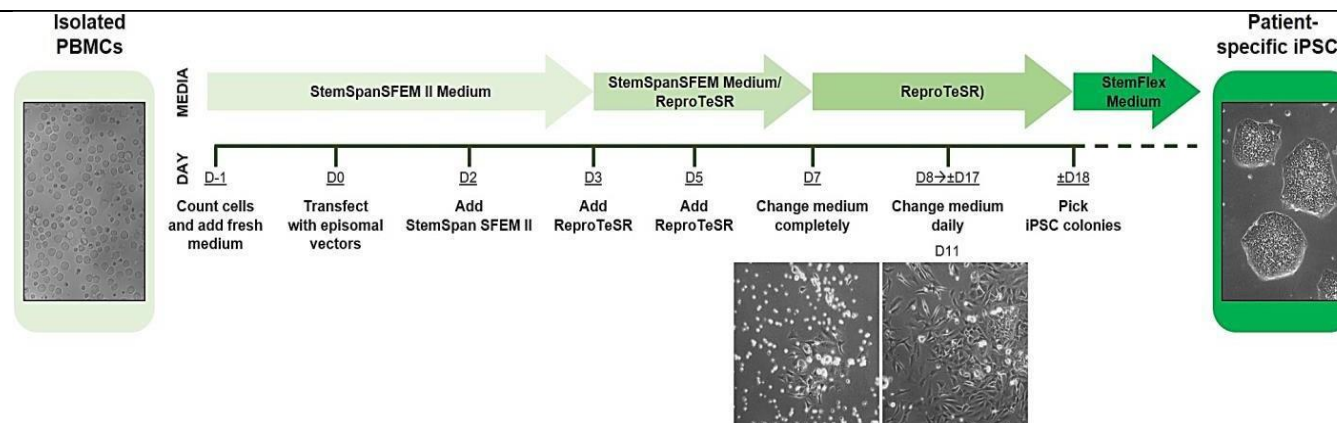 Isolated
PBMCs
Patient-
specific iPSC
MEDIA
StemSpanSFEM II Medium
StemSpanSFEM Medium/
ReproTeSR
ReproTeSR)
StemFlex
Medium
DAY
D-1
D0
D2
D3
D5
D7
D8→±D17
±D18
Count cells
and add fresh
medium
Transfect
with episomal
vectors
Add
StemSpan SFEM II
Add
ReproTeSR
Add
ReproTeSR
Change medium
completely
Change medium
daily
D11
Pick
iPSC colonies